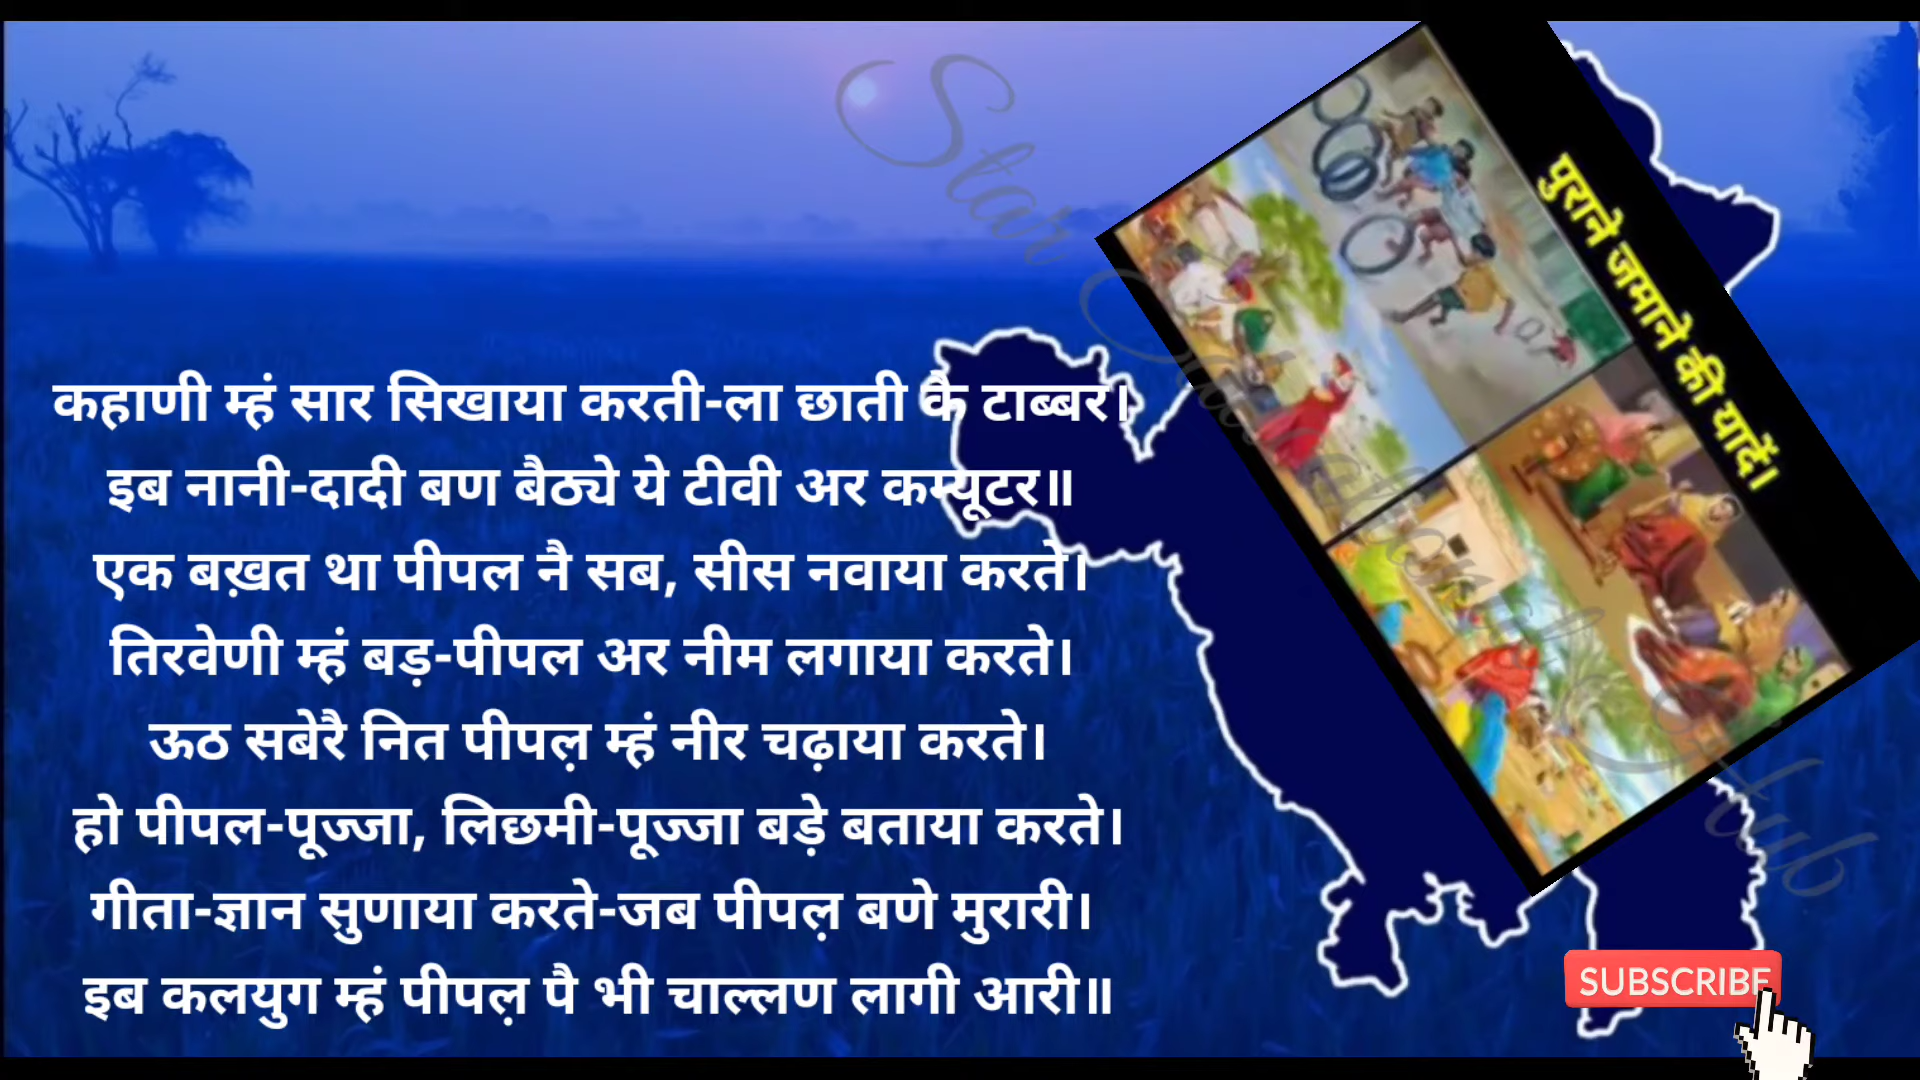 कहाणी म्हं सार सिखाया करती-ला छाती कै टाब्बर।
इब नानी-दादी बण बैठ्ये ये टीवी अर कम्यूटर॥
एक बख़त था पीपल नै सब, सीस नवाया करते।
तिरवेणी म्हं बड़-पीपल अर नीम लगाया करते।
ऊठ सबेरै नित पीपल़ म्हं नीर चढ़ाया करते।
हो पीपल-पूज्जा, लिछमी-पूज्जा बड़े बताया करते।
गीता-ज्ञान सुणाया करते-जब पीपल़ बणे मुरारी।
इब कलयुग म्हं पीपल़ पै भी चाल्लण लागी आरी॥
पुराने जमाने की यादें।
Star
Hub
SUBSCRIBE